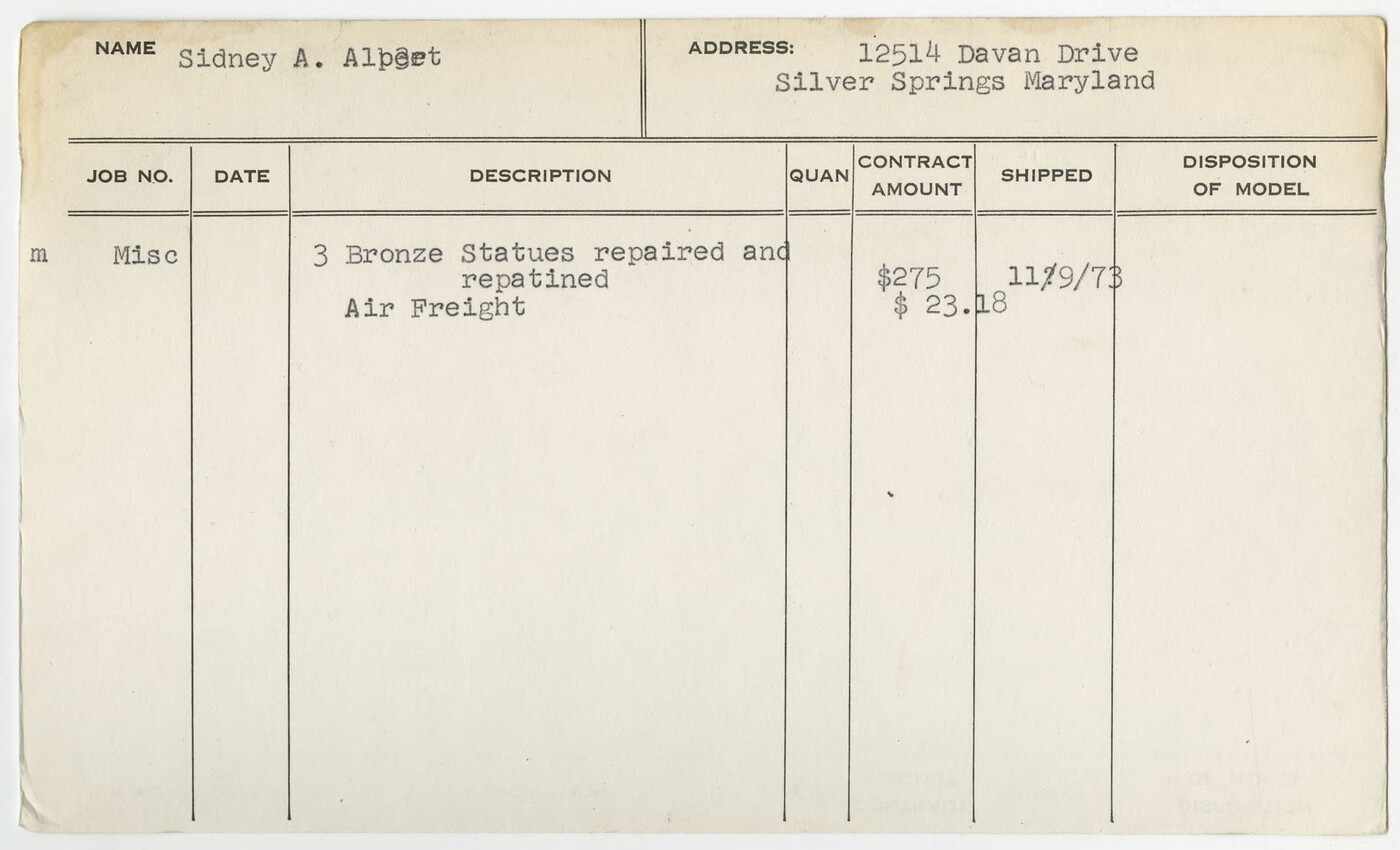 NAME Sidney A. Albert
ADDRESS: 12514 Davan Drive
Silver Springs Maryland
JOB NO. DATE DESCRIPTION QUAN CONTRACT AMOUNT SHIPPED DISPOSITION OF MODEL
m Misc 3 Bronze Statues repaired and
repatined $275 11/9/73
Air Freight $ 23.18